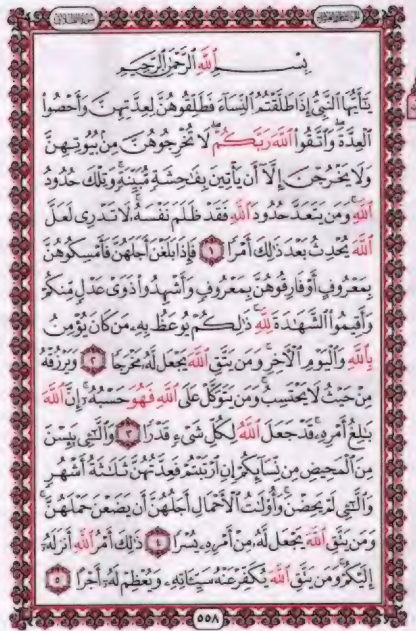 بِسْمِ اللَّهِ الرَّحْمَٰنِ الرَّحِيمِ
يَٰٓأَيُّهَا ٱلنَّبِىُّ إِذَا طَلَّقْتُمُ ٱلنِّسَآءَ فَطَلِّقُوهُنَّ لِعِدَّتِهِنَّ وَأَحْصُوا۟
ٱلْعِدَّةَ ۖ وَٱتَّقُوا۟ ٱللَّهَ رَبَّكُمْ ۖ لَا تُخْرِجُوهُنَّ مِنۢ بُيُوتِهِنَّ
وَلَا يَخْرُجْنَ إِلَّآ أَن يَأْتِينَ بِفَٰحِشَةٍ مُّبَيِّنَةٍ ۚ وَتِلْكَ حُدُودُ
ٱللَّهِ ۚ وَمَن يَتَعَدَّ حُدُودَ ٱللَّهِ فَقَدْ ظَلَمَ نَفْسَهُۥ ۚ لَا تَدْرِى لَعَلَّ
ٱللَّهَ يُحْدِثُ بَعْدَ ذَٰلِكَ أَمْرًا ١ فَإِذَا بَلَغْنَ أَجَلَهُنَّ فَأَمْسِكُوهُنَّ
بِمَعْرُوفٍ أَوْ فَارِقُوهُنَّ بِمَعْرُوفٍ وَأَشْهِدُوا۟ ذَوَىْ عَدْلٍ مِّنكُمْ
وَأَقِيمُوا۟ ٱلشَّهَٰدَةَ لِلَّهِ ۚ ذَٰلِكُمْ يُوعَظُ بِهِۦ مَن كَانَ يُؤْمِنُ
بِٱللَّهِ وَٱلْيَوْمِ ٱلْءَاخِرِ ۚ وَمَن يَتَّقِ ٱللَّهَ يَجْعَل لَّهُۥ مَخْرَجًا ٢ وَيَرْزُقْهُ
مِنْ حَيْثُ لَا يَحْتَسِبُ ۚ وَمَن يَتَوَكَّلْ عَلَى ٱللَّهِ فَهُوَ حَسْبُهُۥٓ ۚ إِنَّ ٱللَّهَ
بَٰلِغُ أَمْرِهِۦ ۚ قَدْ جَعَلَ ٱللَّهُ لِكُلِّ شَىْءٍ قَدْرًا ٣ وَٱلَّٰٓـِٔى يَئِسْنَ
مِنَ ٱلْمَحِيضِ مِن نِّسَآئِكُمْ إِنِ ٱرْتَبْتُمْ فَعِدَّتُهُنَّ ثَلَٰثَةُ أَشْهُرٍ
وَٱلَّٰٓـِٔى لَمْ يَحِضْنَ ۚ وَأُو۟لَٰتُ ٱلْأَحْمَالِ أَجَلُهُنَّ أَن يَضَعْنَ حَمْلَهُنَّ ۚ
وَمَن يَتَّقِ ٱللَّهَ يَجْعَل لَّهُۥ مِنْ أَمْرِهِۦ يُسْرًا ٤ ذَٰلِكَ أَمْرُ ٱللَّهِ أَنزَلَهُۥٓ
إِلَيْكُمْ ۚ وَمَن يَتَّقِ ٱللَّهَ يُكَفِّرْ عَنْهُ سَيِّـَٔاتِهِۦ وَيُعْظِمْ لَهُۥٓ أَجْرًا ٥
٥٥٨